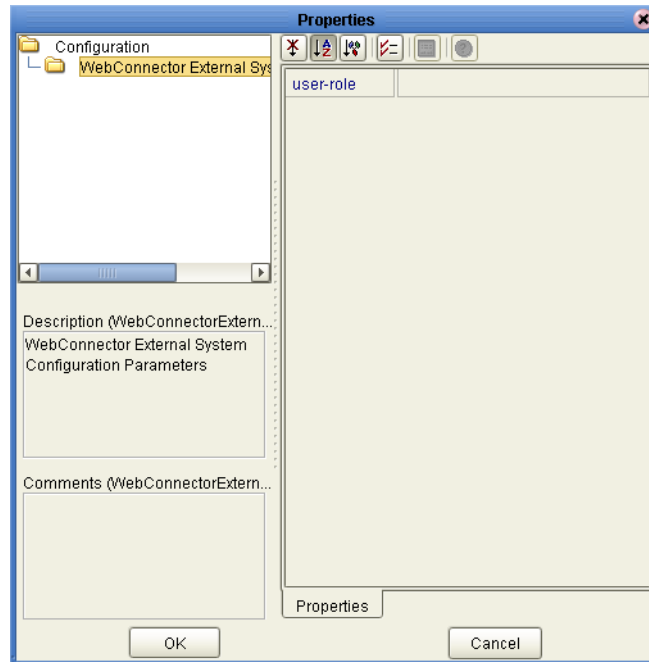 Properties
Configuration
WebConnector External Sys
user-role
Description (WebConnectorExtern...
WebConnector External System
Configuration Parameters
Comments (WebConnectorExtern...
Properties
OK
Cancel